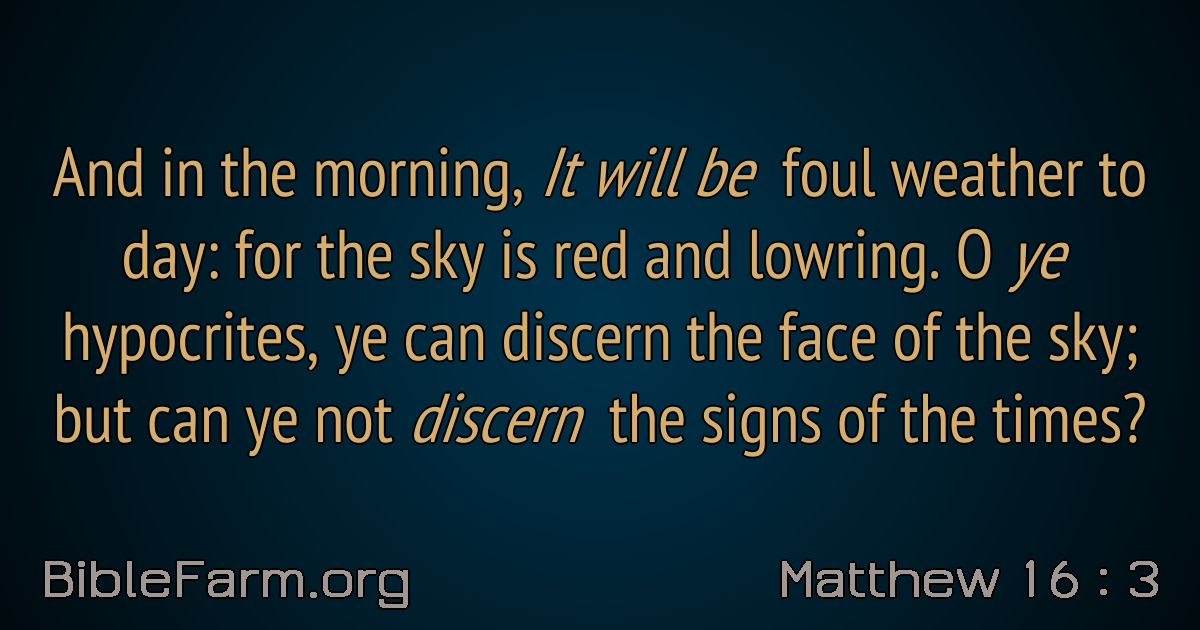 And in the morning, It will be foul weather to
day: for the sky is red and lowring. O ye
hypocrites, ye can discern the face of the sky;
but can ye not discern the signs of the times?
BibleFarm.org
Matthew 16 : 3